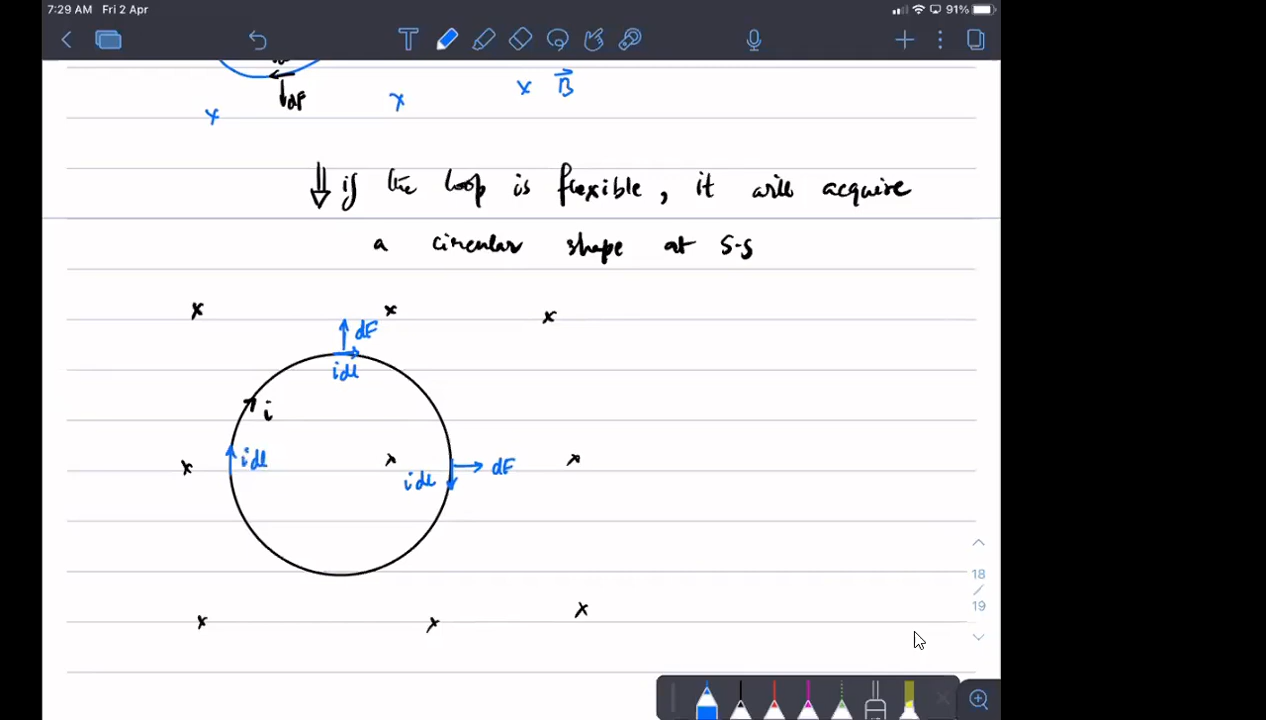 7:29 AM Fri 2 Apr 91%
T
dF
x x x B
⇓ if the loop is flexible, it will acquire
a circular shape at S-S
x x x
dF
idl
i
x idl x idl dF x
18
/
19
x x x